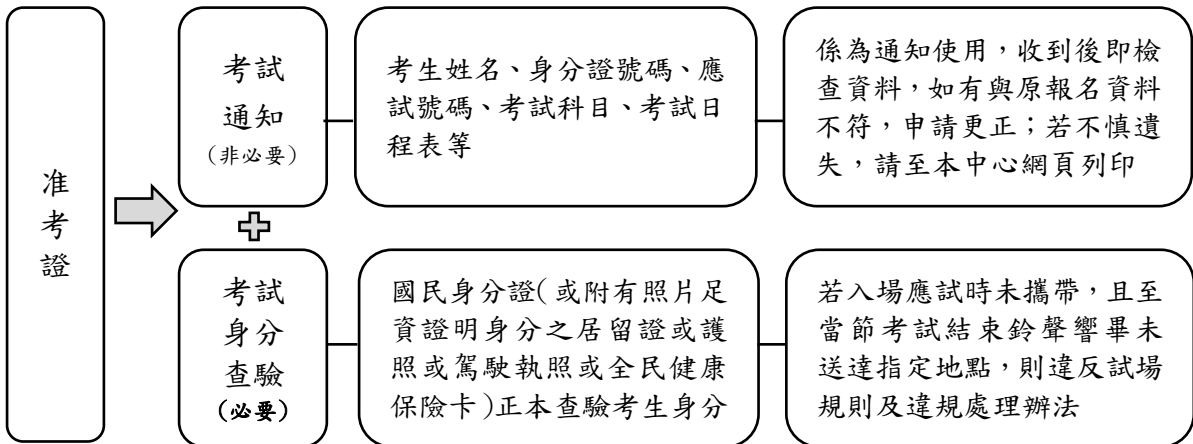 准
考
證
考試
通知
(非必要)
考生姓名、身分證號碼、應
試號碼、考試科目、考試日
程表等
係為通知使用，收到後即檢
查資料，如有與原報名資料
不符，申請更正；若不慎遺
失，請至本中心網頁列印
考試
身分
查驗
(必要)
國民身分證(或附有照片足
資證明身分之居留證或護
照或駕駛執照或全民健康
保險卡)正本查驗考生身分
若入場應試時未攜帶，且至
當節考試結束鈴聲響畢未
送達指定地點，則違反試場
規則及違規處理辦法